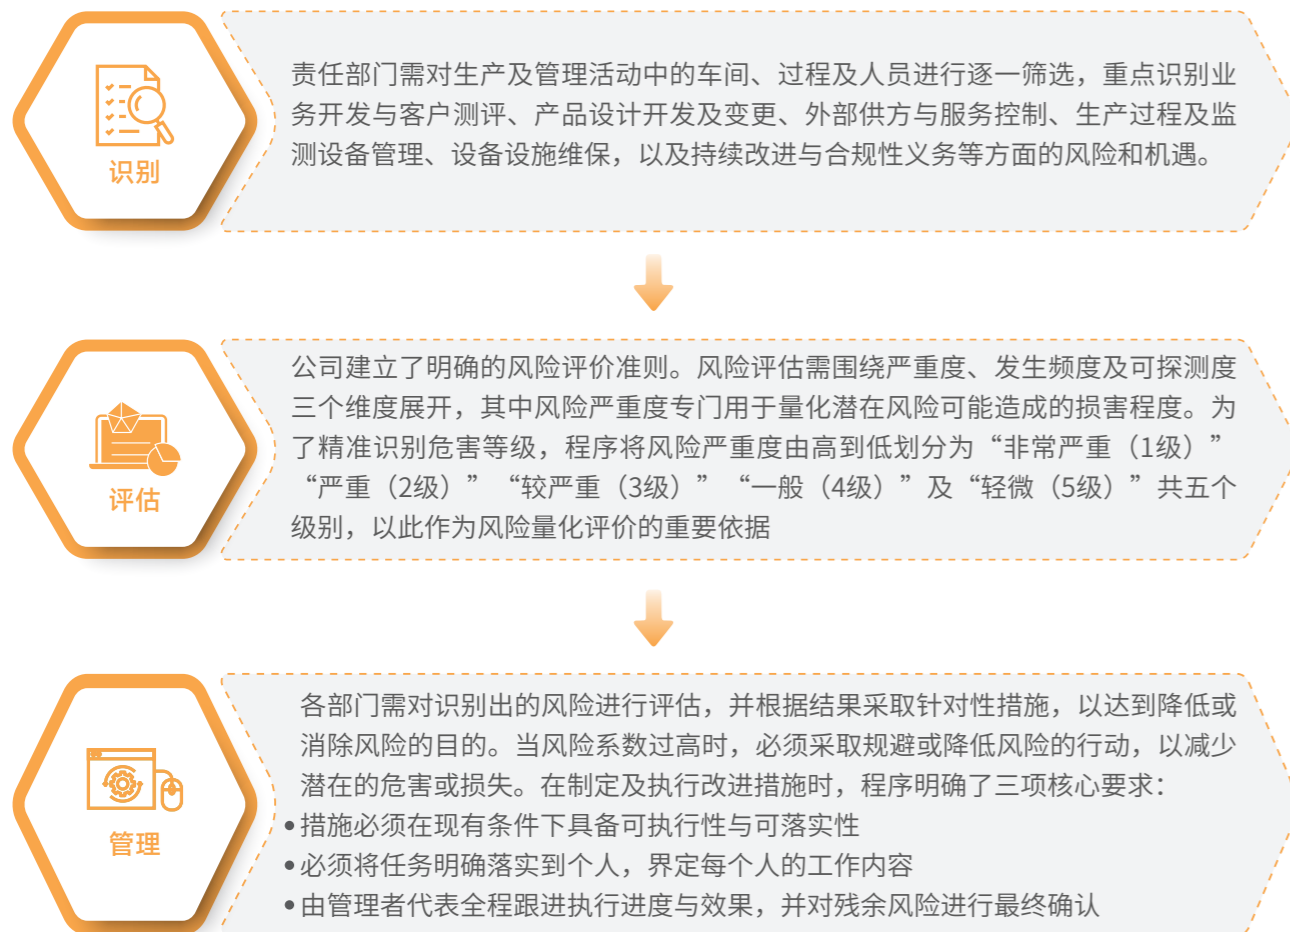 识别
责任部门需对生产及管理活动中的车间、过程及人员进行逐一筛选，重点识别业
务开发与客户测评、产品设计开发及变更、外部供方与服务控制、生产过程及监
测设备管理、设备设施维保，以及持续改进与合规性义务等方面的风险和机遇。
评估
公司建立了明确的风险评价准则。风险评估需围绕严重度、发生频度及可探测度
三个维度展开，其中风险严重度专门用于量化潜在风险可能造成的损害程度。为
了精准识别危害等级，程序将风险严重度由高到低划分为“非常严重（1级）”
“严重（2级）”“较严重（3级）”“一般（4级）”及“轻微（5级）”共五个
级别，以此作为风险量化评价的重要依据
管理
各部门需对识别出的风险进行评估，并根据结果采取针对性措施，以达到降低或
消除风险的目的。当风险系数过高时，必须采取规避或降低风险的行动，以减少
潜在的危害或损失。在制定及执行改进措施时，程序明确了三项核心要求：
•措施必须在现有条件下具备可执行性与可落实性
•必须将任务明确落实到个人，界定每个人的工作内容
•由管理者代表全程跟进执行进度与效果，并对残余风险进行最终确认